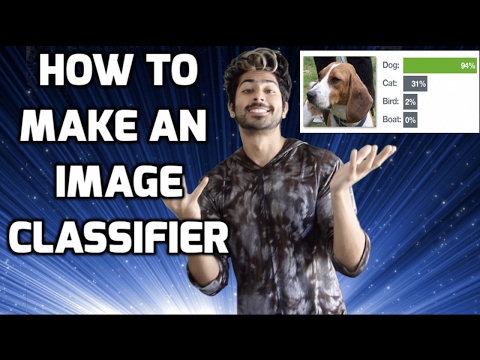 HOW TO
MAKE AN
IMAGE
CLASSIFIER
Dog: 94%
Cat: 31%
Bird: 2%
Boat: 0%